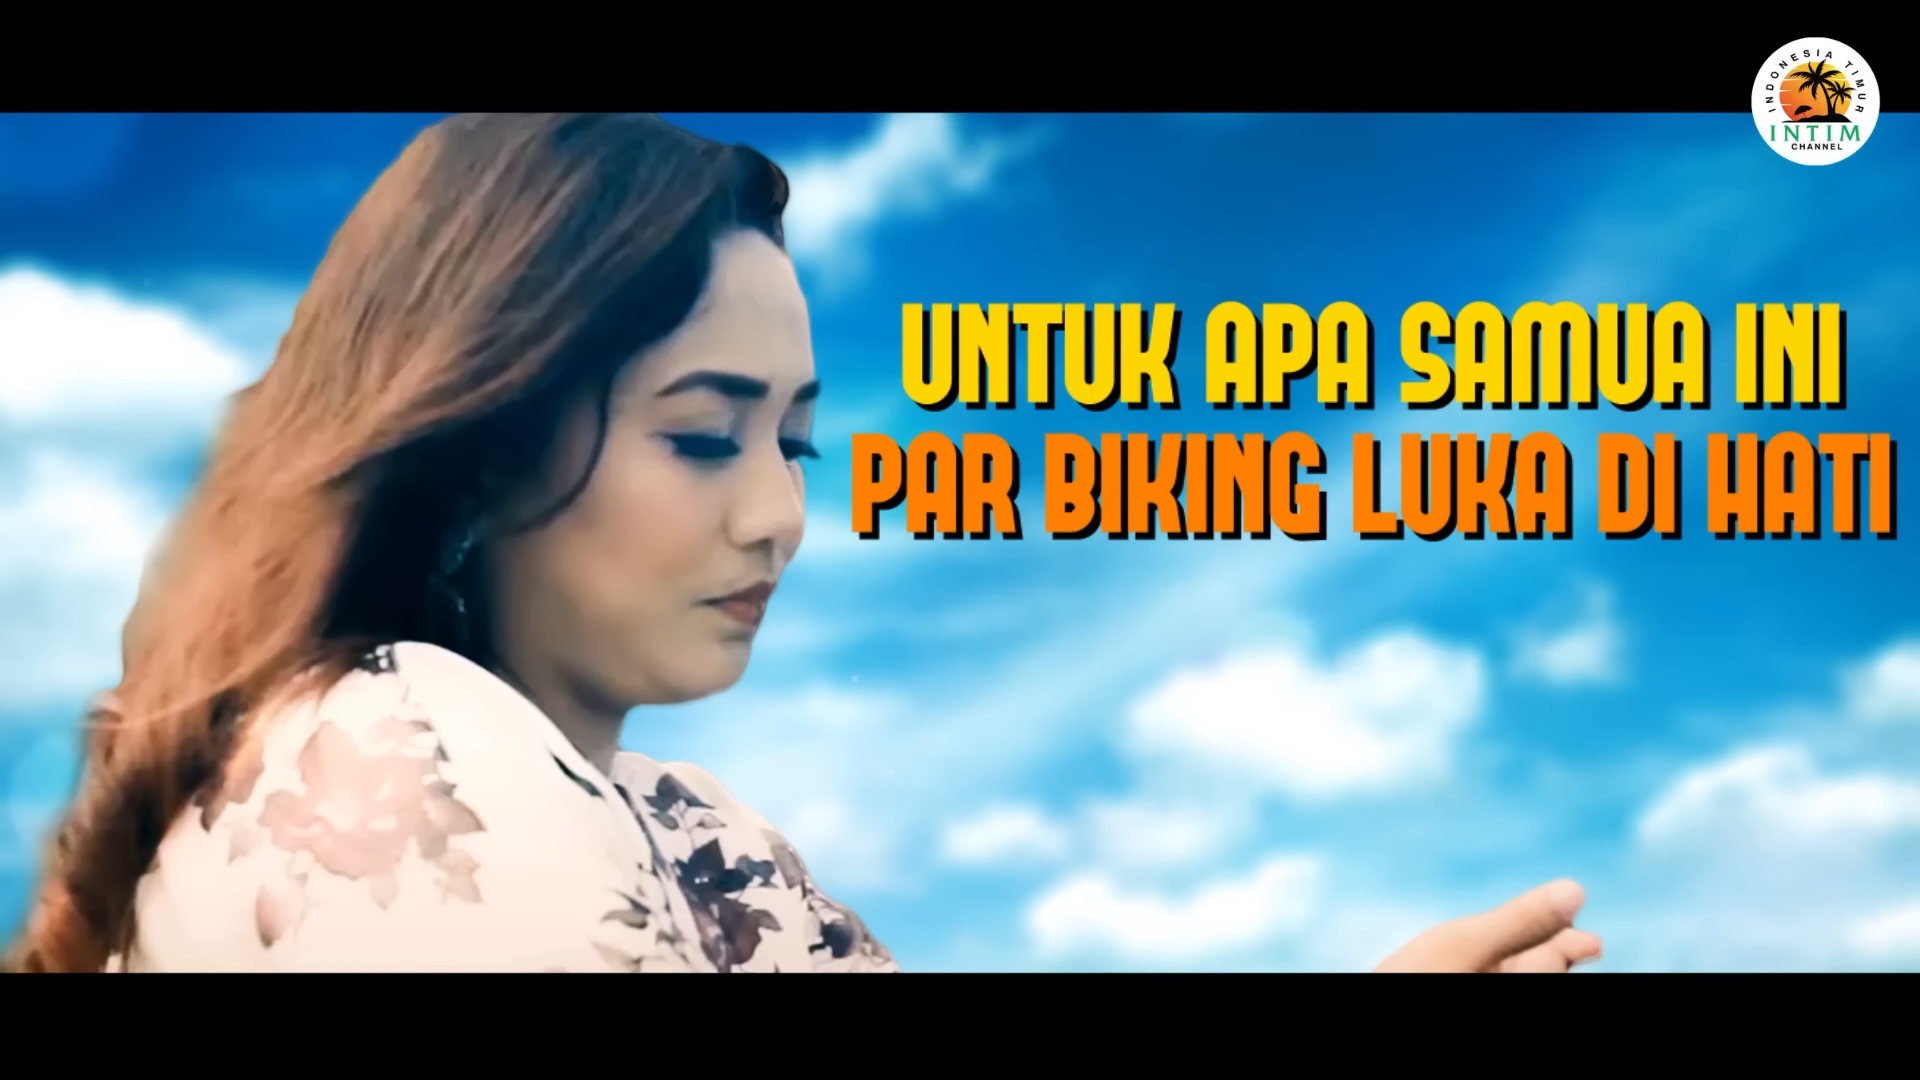 INDONESIA TIMUR
INTIM
CHANNEL
UNTUK APA SAMUA INI
PAR BIKING LUKA DI HATI